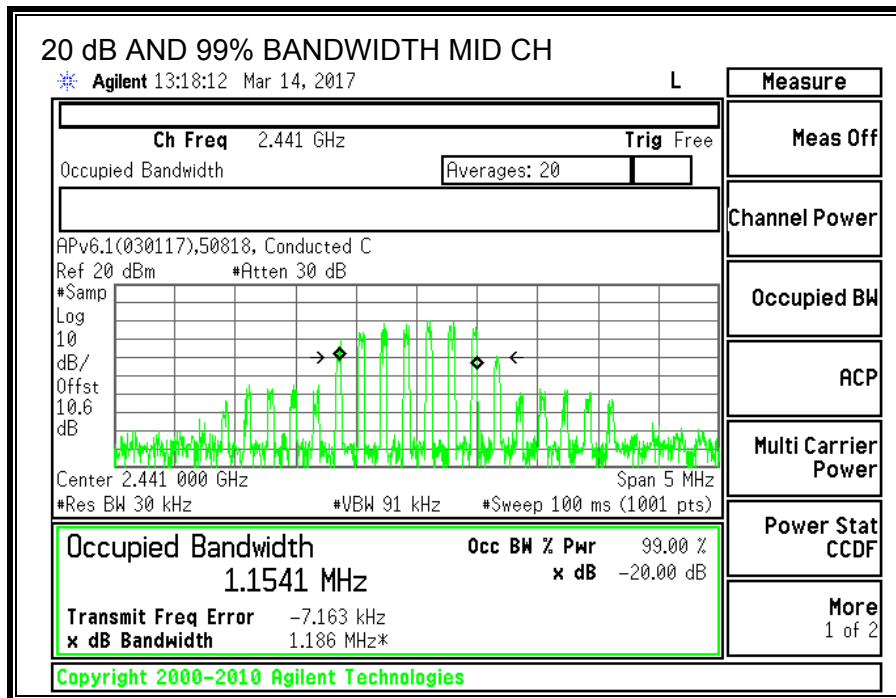 20 dB AND 99% BANDWIDTH MID CH
Agilent 13:18:12 Mar 14, 2017 L
Measure
Ch Freq 2.441 GHz Trig Free
Meas Off
Occupied Bandwidth Averages: 20
Channel Power
APv6.1(030117),50818, Conducted C
Ref 20 dBm #Atten 30 dB
#Samp
Log
10
dB/
Offst
10.6
dB
Occupied BW
ACP
Center 2.441 000 GHz Span 5 MHz
#Res BW 30 kHz #VBW 91 kHz #Sweep 100 ms (1001 pts)
Multi Carrier
Power
Occupied Bandwidth Occ BW % Pwr 99.00 %
1.1541 MHz x dB -20.00 dB
Power Stat
CCDF
Transmit Freq Error -7.163 kHz
x dB Bandwidth 1.186 MHz*
More
1 of 2
Copyright 2000-2010 Agilent Technologies